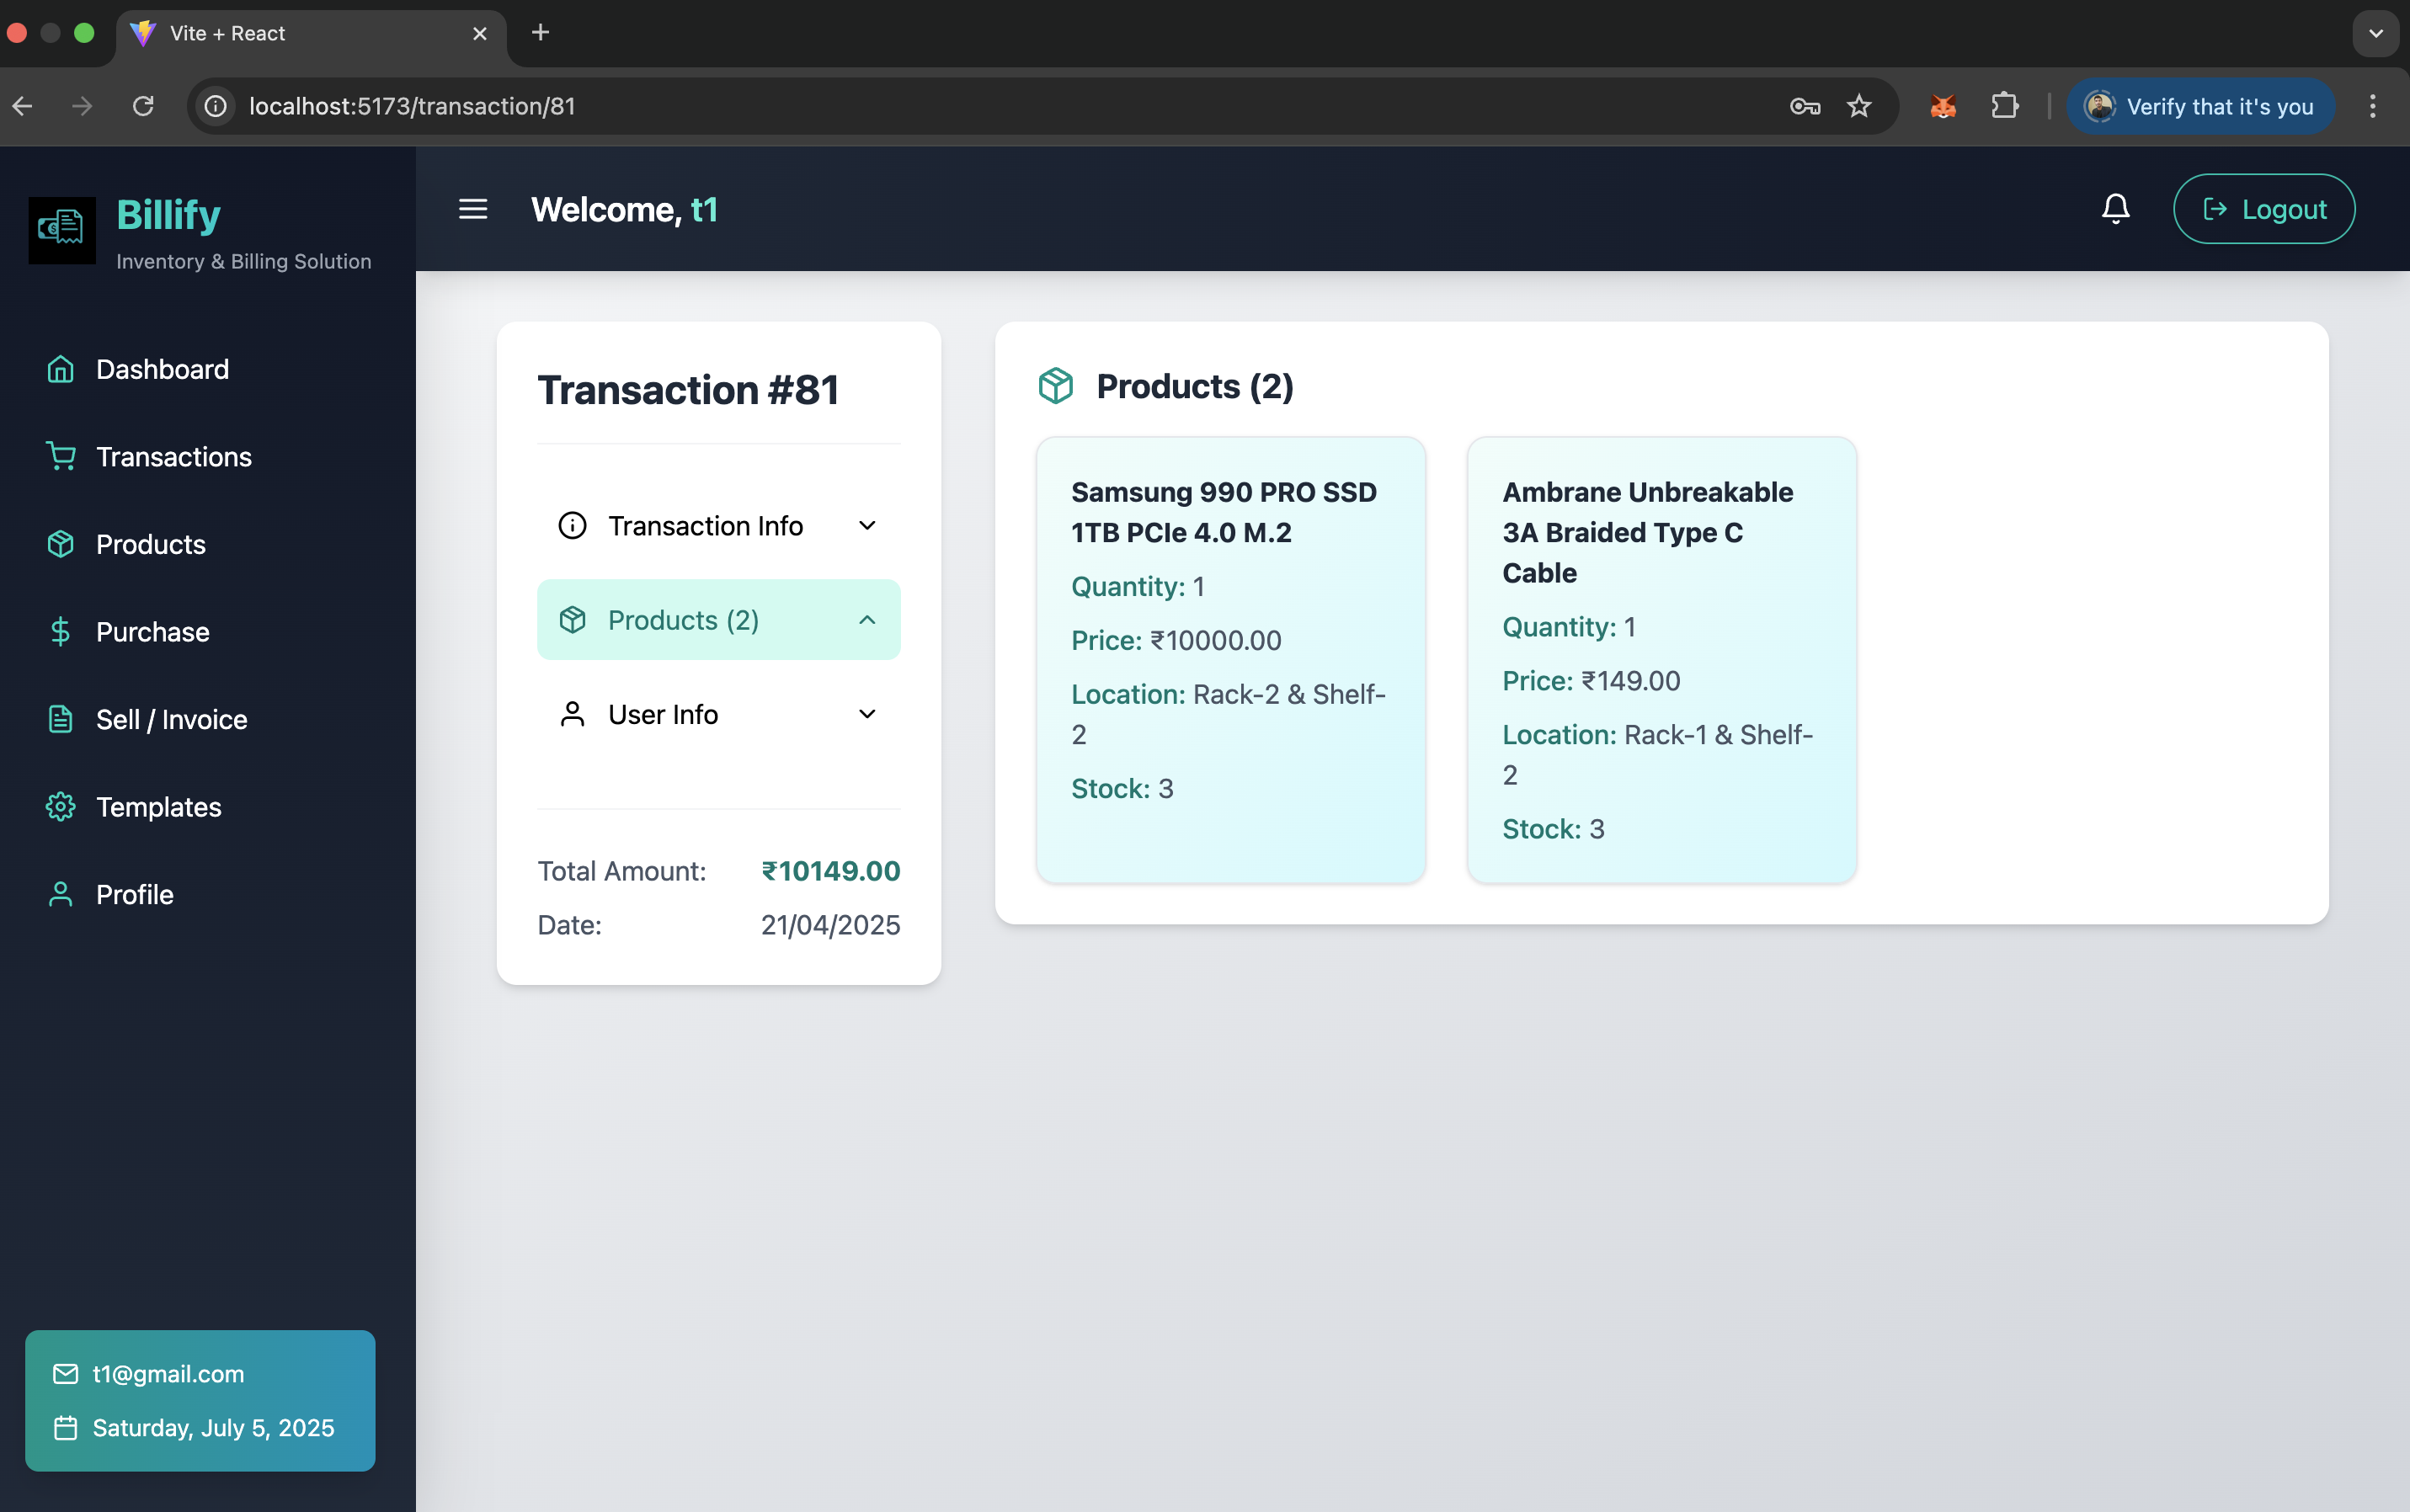 Vite + React
localhost:5173/transaction/81
Verify that it's you
Billify
Inventory & Billing Solution
Welcome, t1
Logout
Dashboard
Transactions
Products
Purchase
Sell / Invoice
Templates
Profile
t1@gmail.com
Saturday, July 5, 2025
Transaction #81
Transaction Info
Products (2)
User Info
Total Amount: ₹10149.00
Date: 21/04/2025
Products (2)
Samsung 990 PRO SSD
1TB PCIe 4.0 M.2
Quantity: 1
Price: ₹10000.00
Location: Rack-2 & Shelf-
2
Stock: 3
Ambrane Unbreakable
3A Braided Type C
Cable
Quantity: 1
Price: ₹149.00
Location: Rack-1 & Shelf-
2
Stock: 3